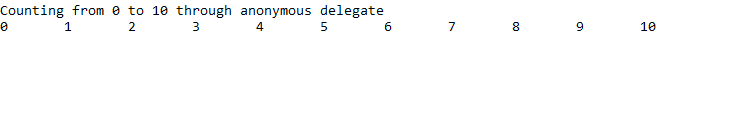 Counting from 0 to 10 through anonymous delegate
0 1 2 3 4 5 6 7 8 9 10